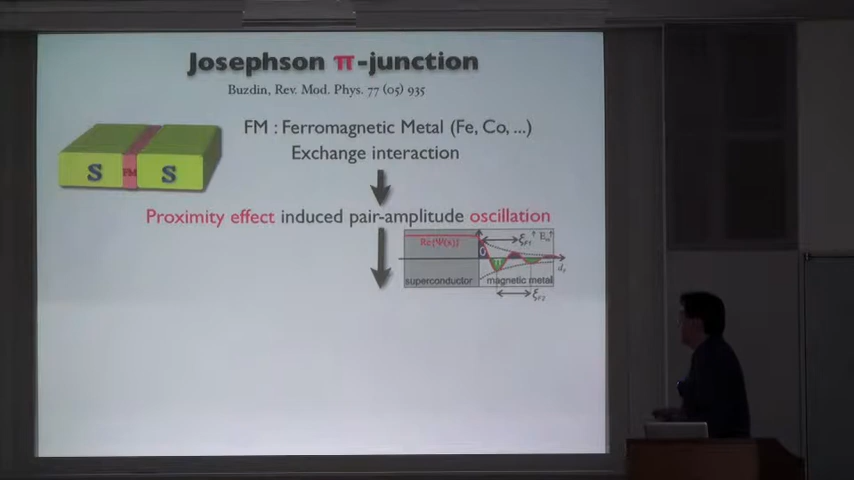 Josephson π-junction
Buzdin, Rev. Mod. Phys. 77 (05) 935
FM : Ferromagnetic Metal (Fe, Co, ...)
Exchange interaction
S FM S
Proximity effect induced pair-amplitude oscillation
Re{Ψ(x)}
0
π
superconductor
magnetic metal